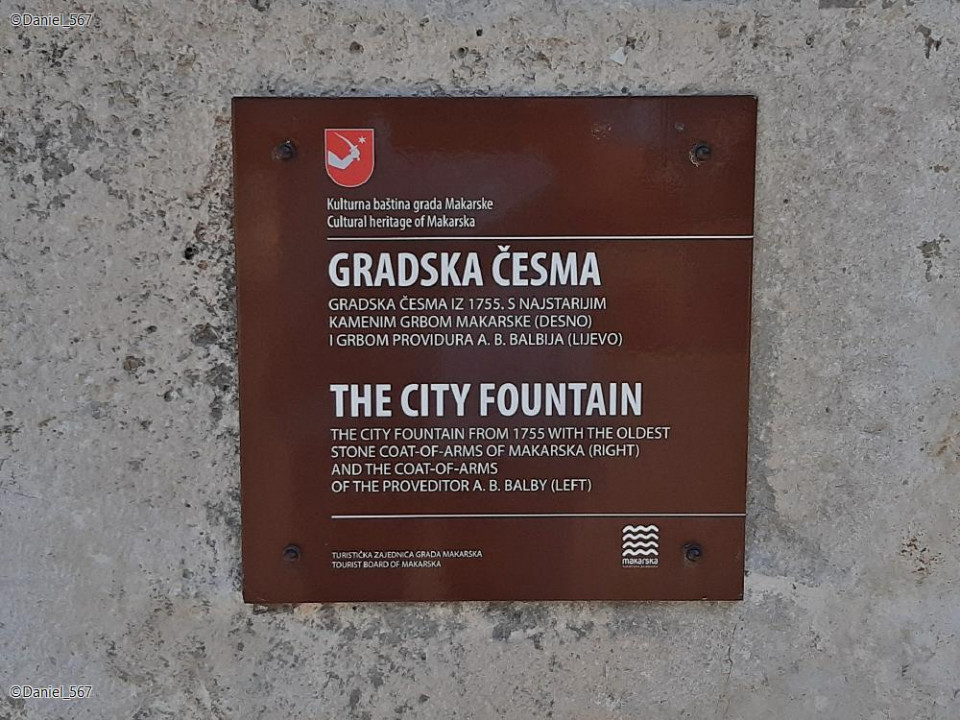 ©Daniel_567
Kulturna baština grada Makarske
Cultural heritage of Makarska
GRADSKA ČESMA
GRADSKA ČESMA IZ 1755. S NAJSTARIJIM
KAMENIM GRBOM MAKARSKE (DESNO)
I GRBOM PROVIDURA A. B. BALBIJA (LIJEVO)
THE CITY FOUNTAIN
THE CITY FOUNTAIN FROM 1755 WITH THE OLDEST
STONE COAT-OF-ARMS OF MAKARSKA (RIGHT)
AND THE COAT-OF-ARMS
OF THE PROVEDITOR A. B. BALBY (LEFT)
TURISTIČKA ZAJEDNICA GRADA MAKARSKA
TOURIST BOARD OF MAKARSKA
makarska
©Daniel_567